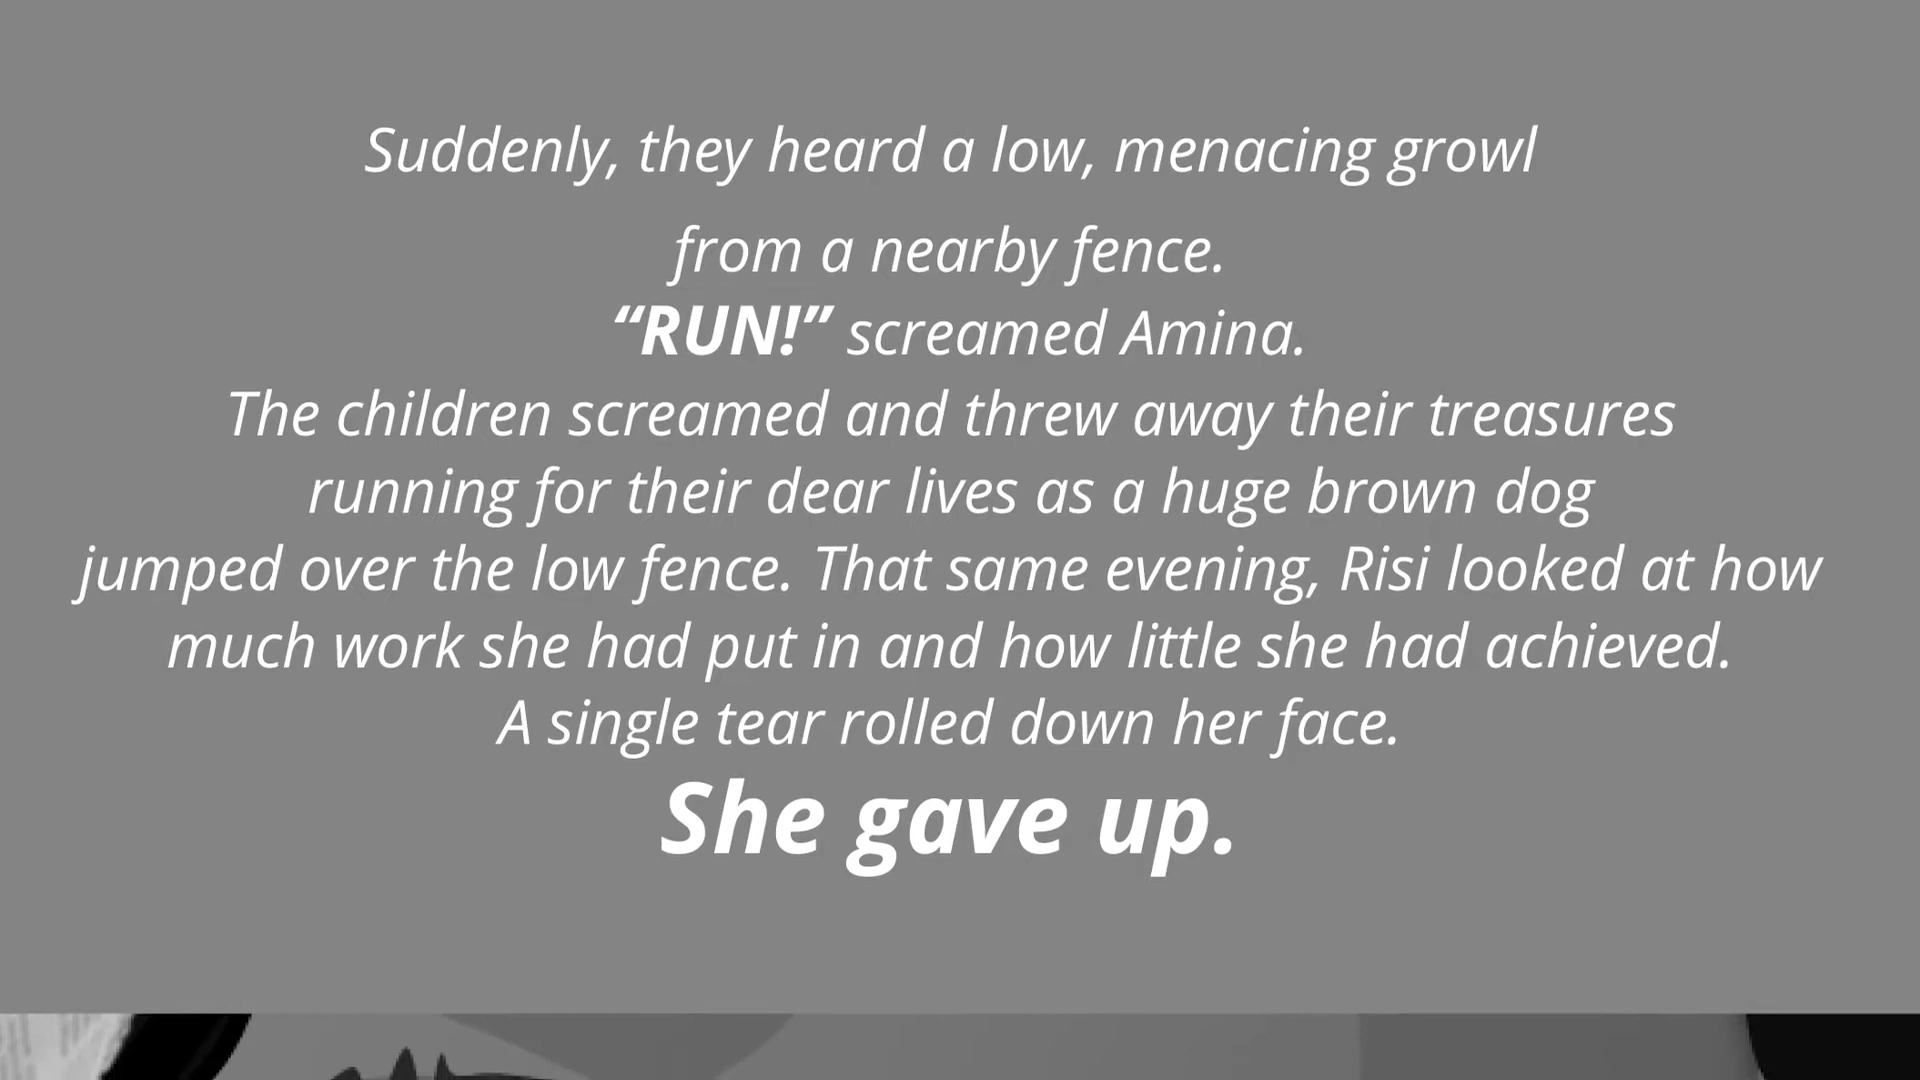 Suddenly, they heard a low, menacing growl
from a nearby fence.
“RUN!” screamed Amina.
The children screamed and threw away their treasures
running for their dear lives as a huge brown dog
jumped over the low fence. That same evening, Risi looked at how
much work she had put in and how little she had achieved.
A single tear rolled down her face.
She gave up.